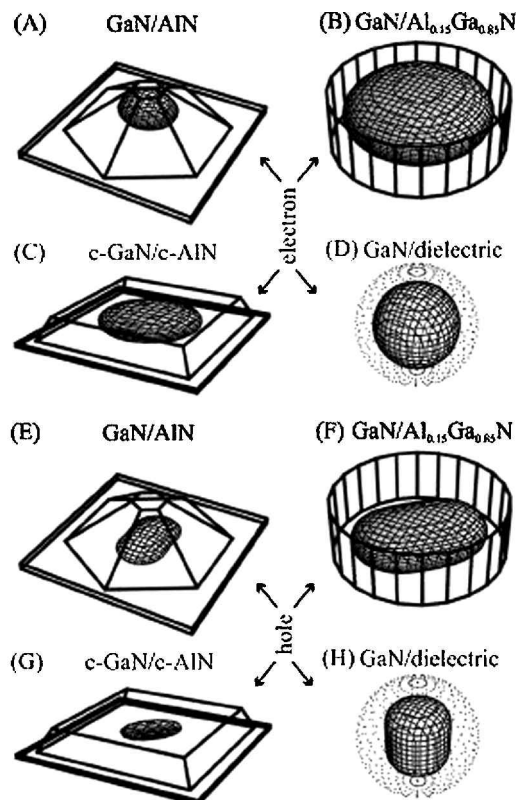 (A) GaN/AlN
(B) GaN/Al₀.₁₅Ga₀.₈₅N
electron
(C) c-GaN/c-AlN
(D) GaN/dielectric
(E) GaN/AlN
(F) GaN/Al₀.₁₅Ga₀.₈₅N
hole
(G) c-GaN/c-AlN
(H) GaN/dielectric